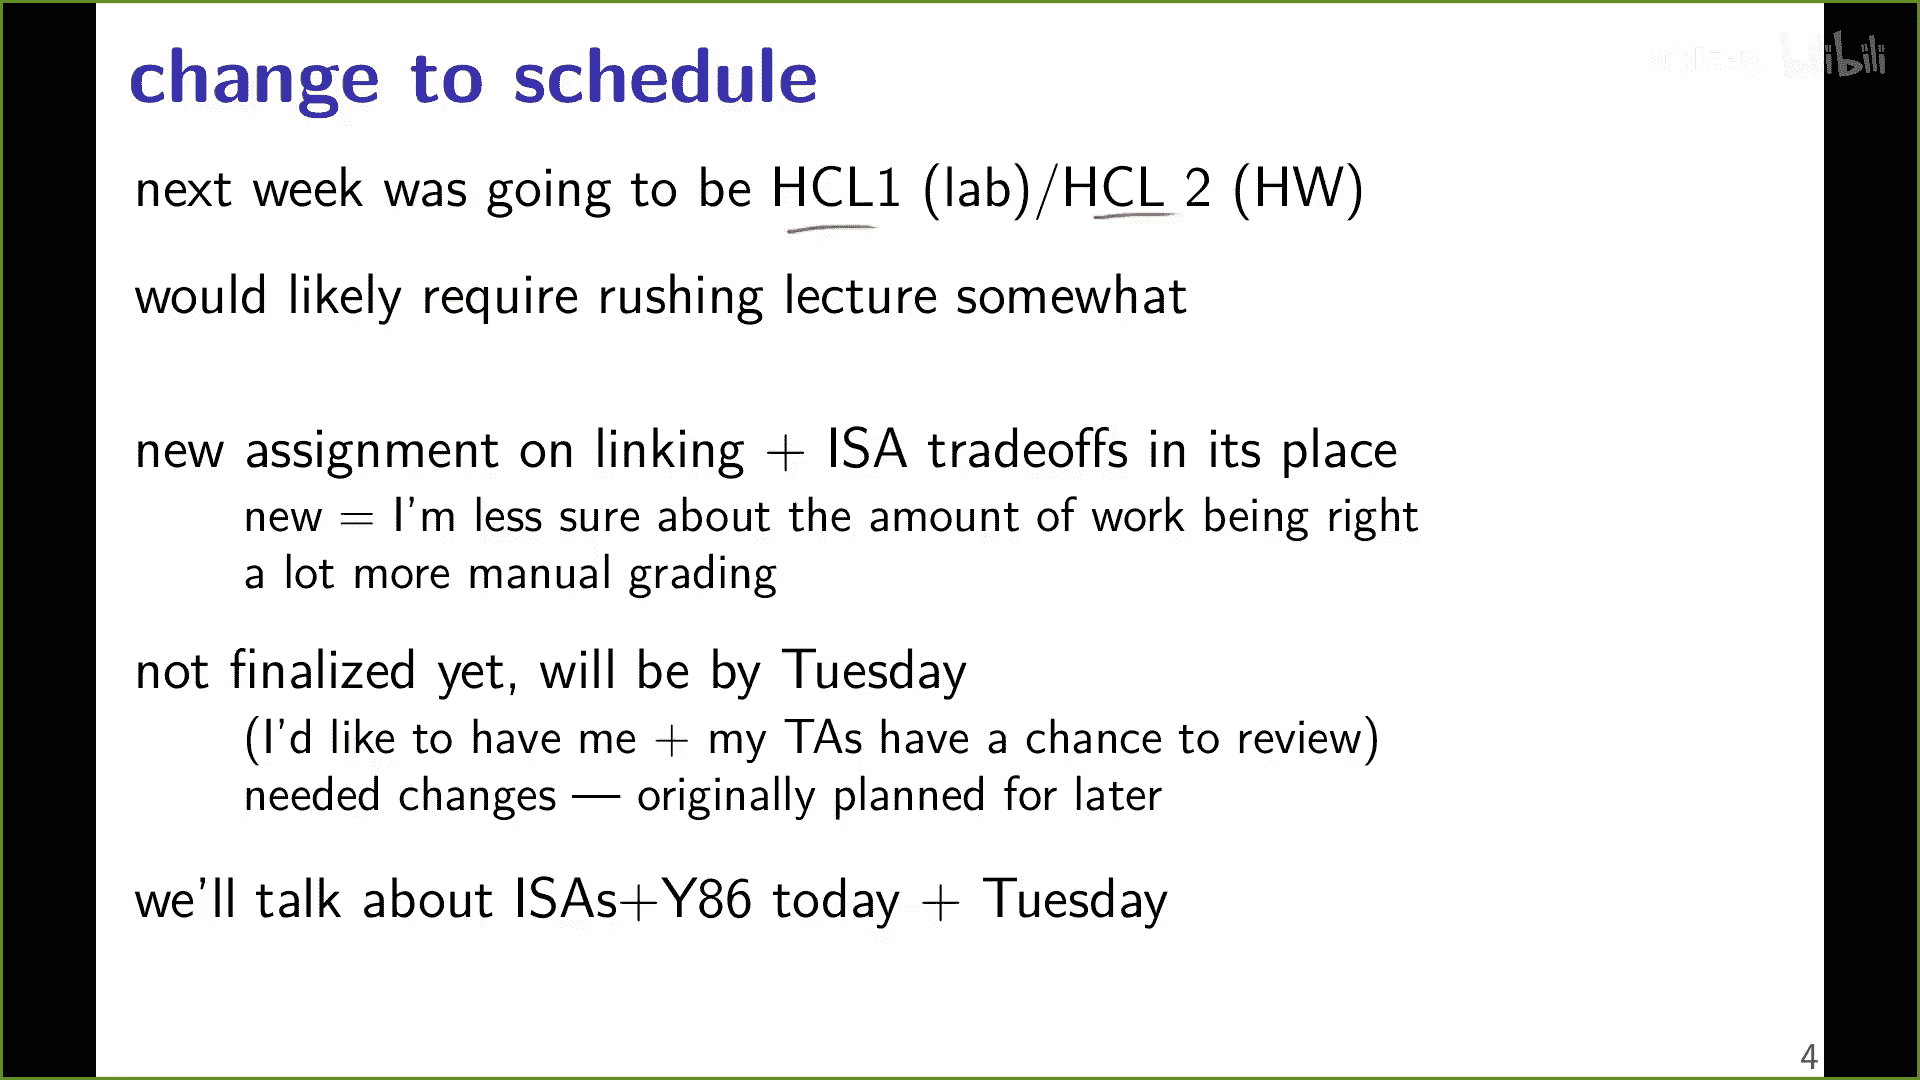 change to schedule
bilibili
next week was going to be HCL1 (lab)/HCL 2 (HW)
would likely require rushing lecture somewhat
new assignment on linking + ISA tradeoffs in its place
new = I'm less sure about the amount of work being right
a lot more manual grading
not finalized yet, will be by Tuesday
(I'd like to have me + my TAs have a chance to review)
needed changes — originally planned for later
we'll talk about ISAs+Y86 today + Tuesday
4